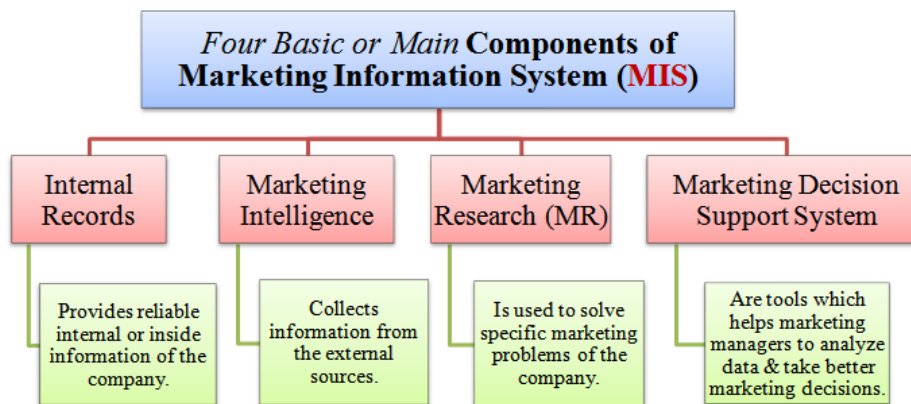 Four Basic or Main Components of
Marketing Information System (MIS)
Internal
Records
Marketing
Intelligence
Marketing
Research (MR)
Marketing Decision
Support System
Provides reliable
internal or inside
information of the
company.
Collects
information from
the external
sources.
Is used to solve
specific marketing
problems of the
company.
Are tools which
helps marketing
managers to analyze
data & take better
marketing decisions.